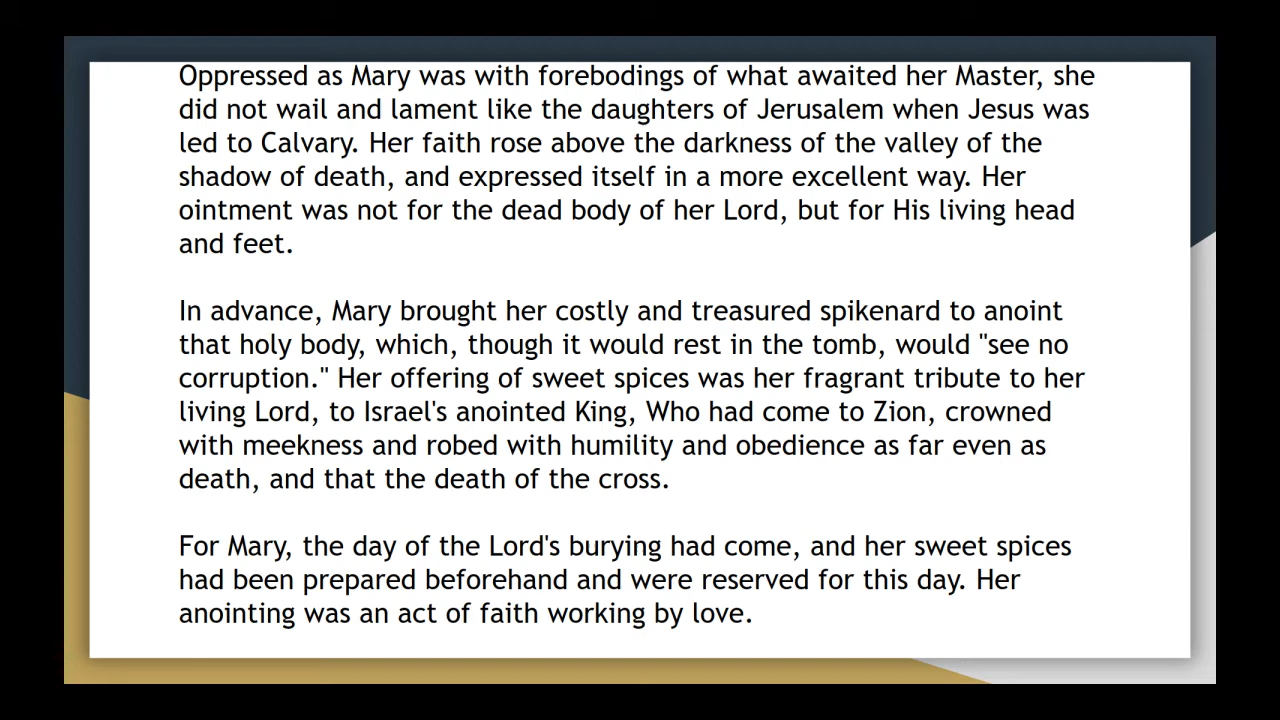 Oppressed as Mary was with forebodings of what awaited her Master, she
did not wail and lament like the daughters of Jerusalem when Jesus was
led to Calvary. Her faith rose above the darkness of the valley of the
shadow of death, and expressed itself in a more excellent way. Her
ointment was not for the dead body of her Lord, but for His living head
and feet.
In advance, Mary brought her costly and treasured spikenard to anoint
that holy body, which, though it would rest in the tomb, would "see no
corruption." Her offering of sweet spices was her fragrant tribute to her
living Lord, to Israel's anointed King, Who had come to Zion, crowned
with meekness and robed with humility and obedience as far even as
death, and that the death of the cross.
For Mary, the day of the Lord's burying had come, and her sweet spices
had been prepared beforehand and were reserved for this day. Her
anointing was an act of faith working by love.